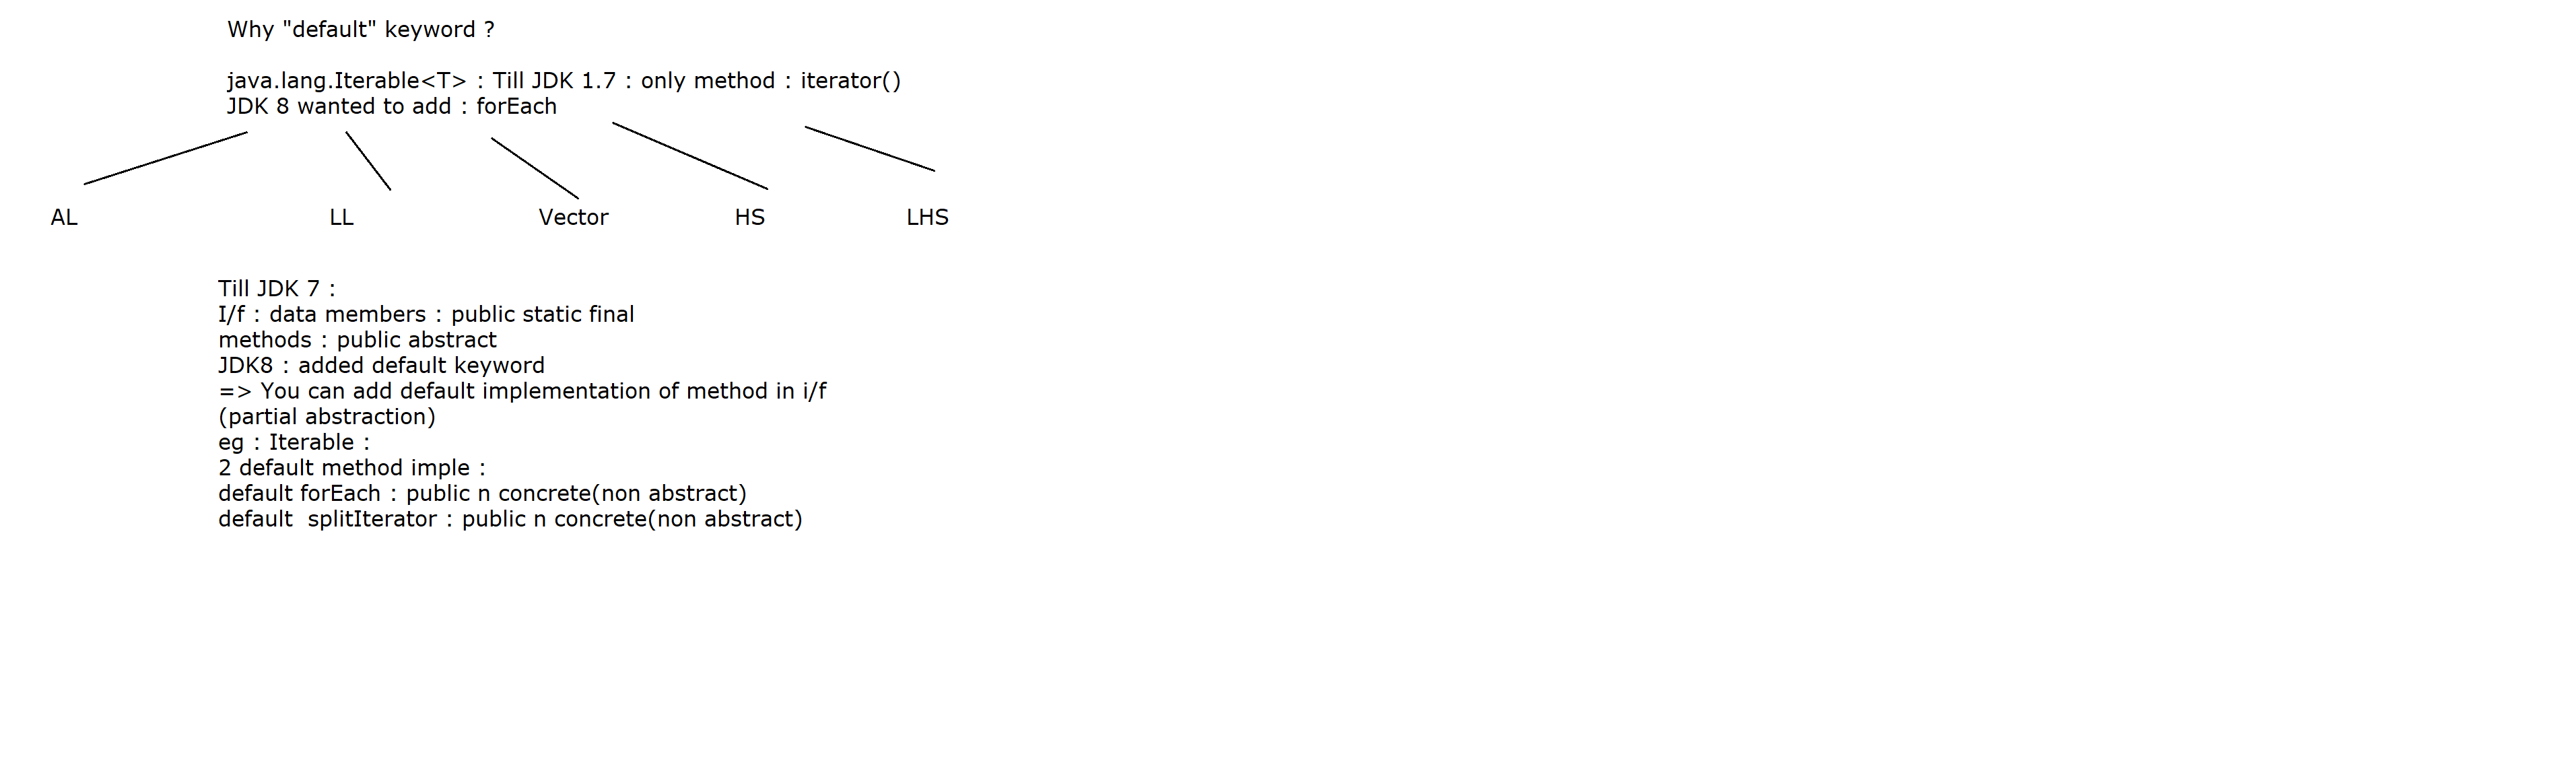 Why "default" keyword ?
java.lang.Iterable<T> : Till JDK 1.7 : only method : iterator()
JDK 8 wanted to add : forEach
AL LL Vector HS LHS
Till JDK 7 :
I/f : data members : public static final
methods : public abstract
JDK8 : added default keyword
=> You can add default implementation of method in i/f
(partial abstraction)
eg : Iterable :
2 default method imple :
default forEach : public n concrete(non abstract)
default  splitIterator : public n concrete(non abstract)